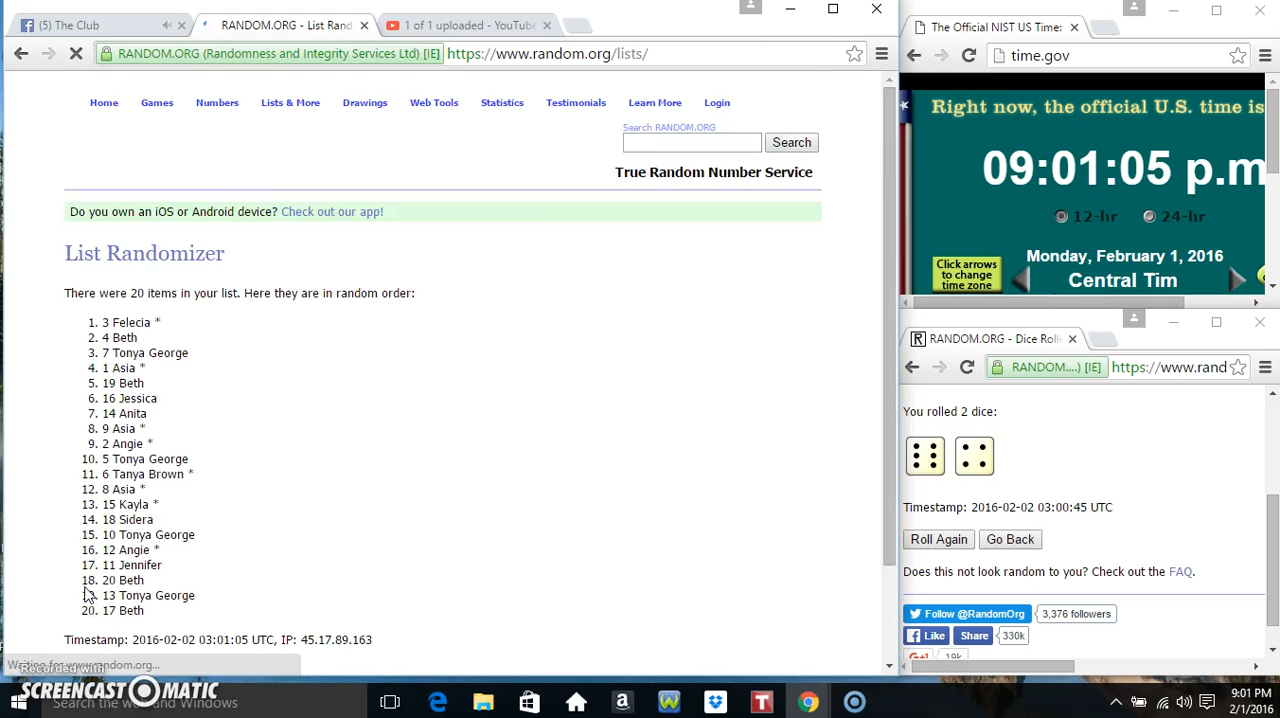 (5) The Club
RANDOM.ORG - List Rand
1 of 1 uploaded - YouTube
RANDOM.ORG (Randomness and Integrity Services Ltd) [IE] https://www.random.org/lists/
Home Games Numbers Lists & More Drawings Web Tools Statistics Testimonials Learn More Login
Search RANDOM.ORG
Search
True Random Number Service
Do you own an iOS or Android device? Check out our app!
List Randomizer
There were 20 items in your list. Here they are in random order:
1. 3 Felecia *
2. 4 Beth
3. 7 Tonya George
4. 1 Asia *
5. 19 Beth
6. 16 Jessica
7. 14 Anita
8. 9 Asia *
9. 2 Angie *
10. 5 Tonya George
11. 6 Tanya Brown *
12. 8 Asia *
13. 15 Kayla *
14. 18 Sidera
15. 10 Tonya George
16. 12 Angie *
17. 11 Jennifer
18. 20 Beth
13 Tonya George
20. 17 Beth
Timestamp: 2016-02-02 03:01:05 UTC, IP: 45.17.89.163
Waiting for www.random.org...
Recorded with
SCREENCAST-O-MATIC
Search the web and Windows
The Official NIST US Time:
time.gov
Right now, the official U.S. time is
09:01:05 p.m
12-hr 24-hr
Monday, February 1, 2016
Click arrows
to change
time zone
Central Tim
RANDOM.ORG - Dice Roll
RANDOM....) [IE] https://www.rand
You rolled 2 dice:
Timestamp: 2016-02-02 03:00:45 UTC
Roll Again Go Back
Does this not look random to you? Check out the FAQ.
Follow @RandomOrg 3,376 followers
Like Share 330k
9:01 PM
2/1/2016